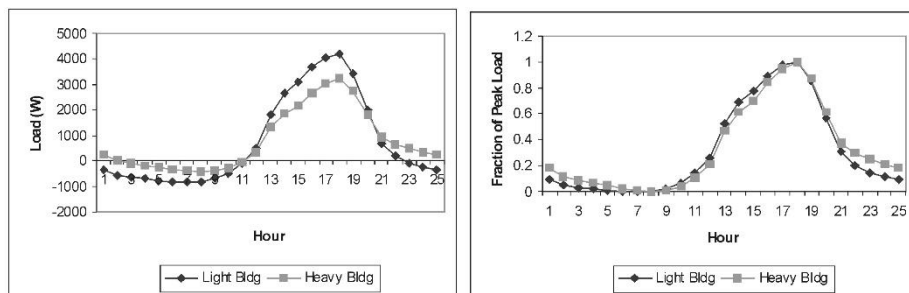 Load (W)
5000
4000
3000
2000
1000
0
-1000
-2000
1 3 5 7 9 11 13 15 17 19 21 23 25
Hour
Light Bldg Heavy Bldg
Fraction of Peak Load
1.2
1
0.8
0.6
0.4
0.2
0
1 3 5 7 9 11 13 15 17 19 21 23 25
Hour
Light Bldg Heavy Bldg